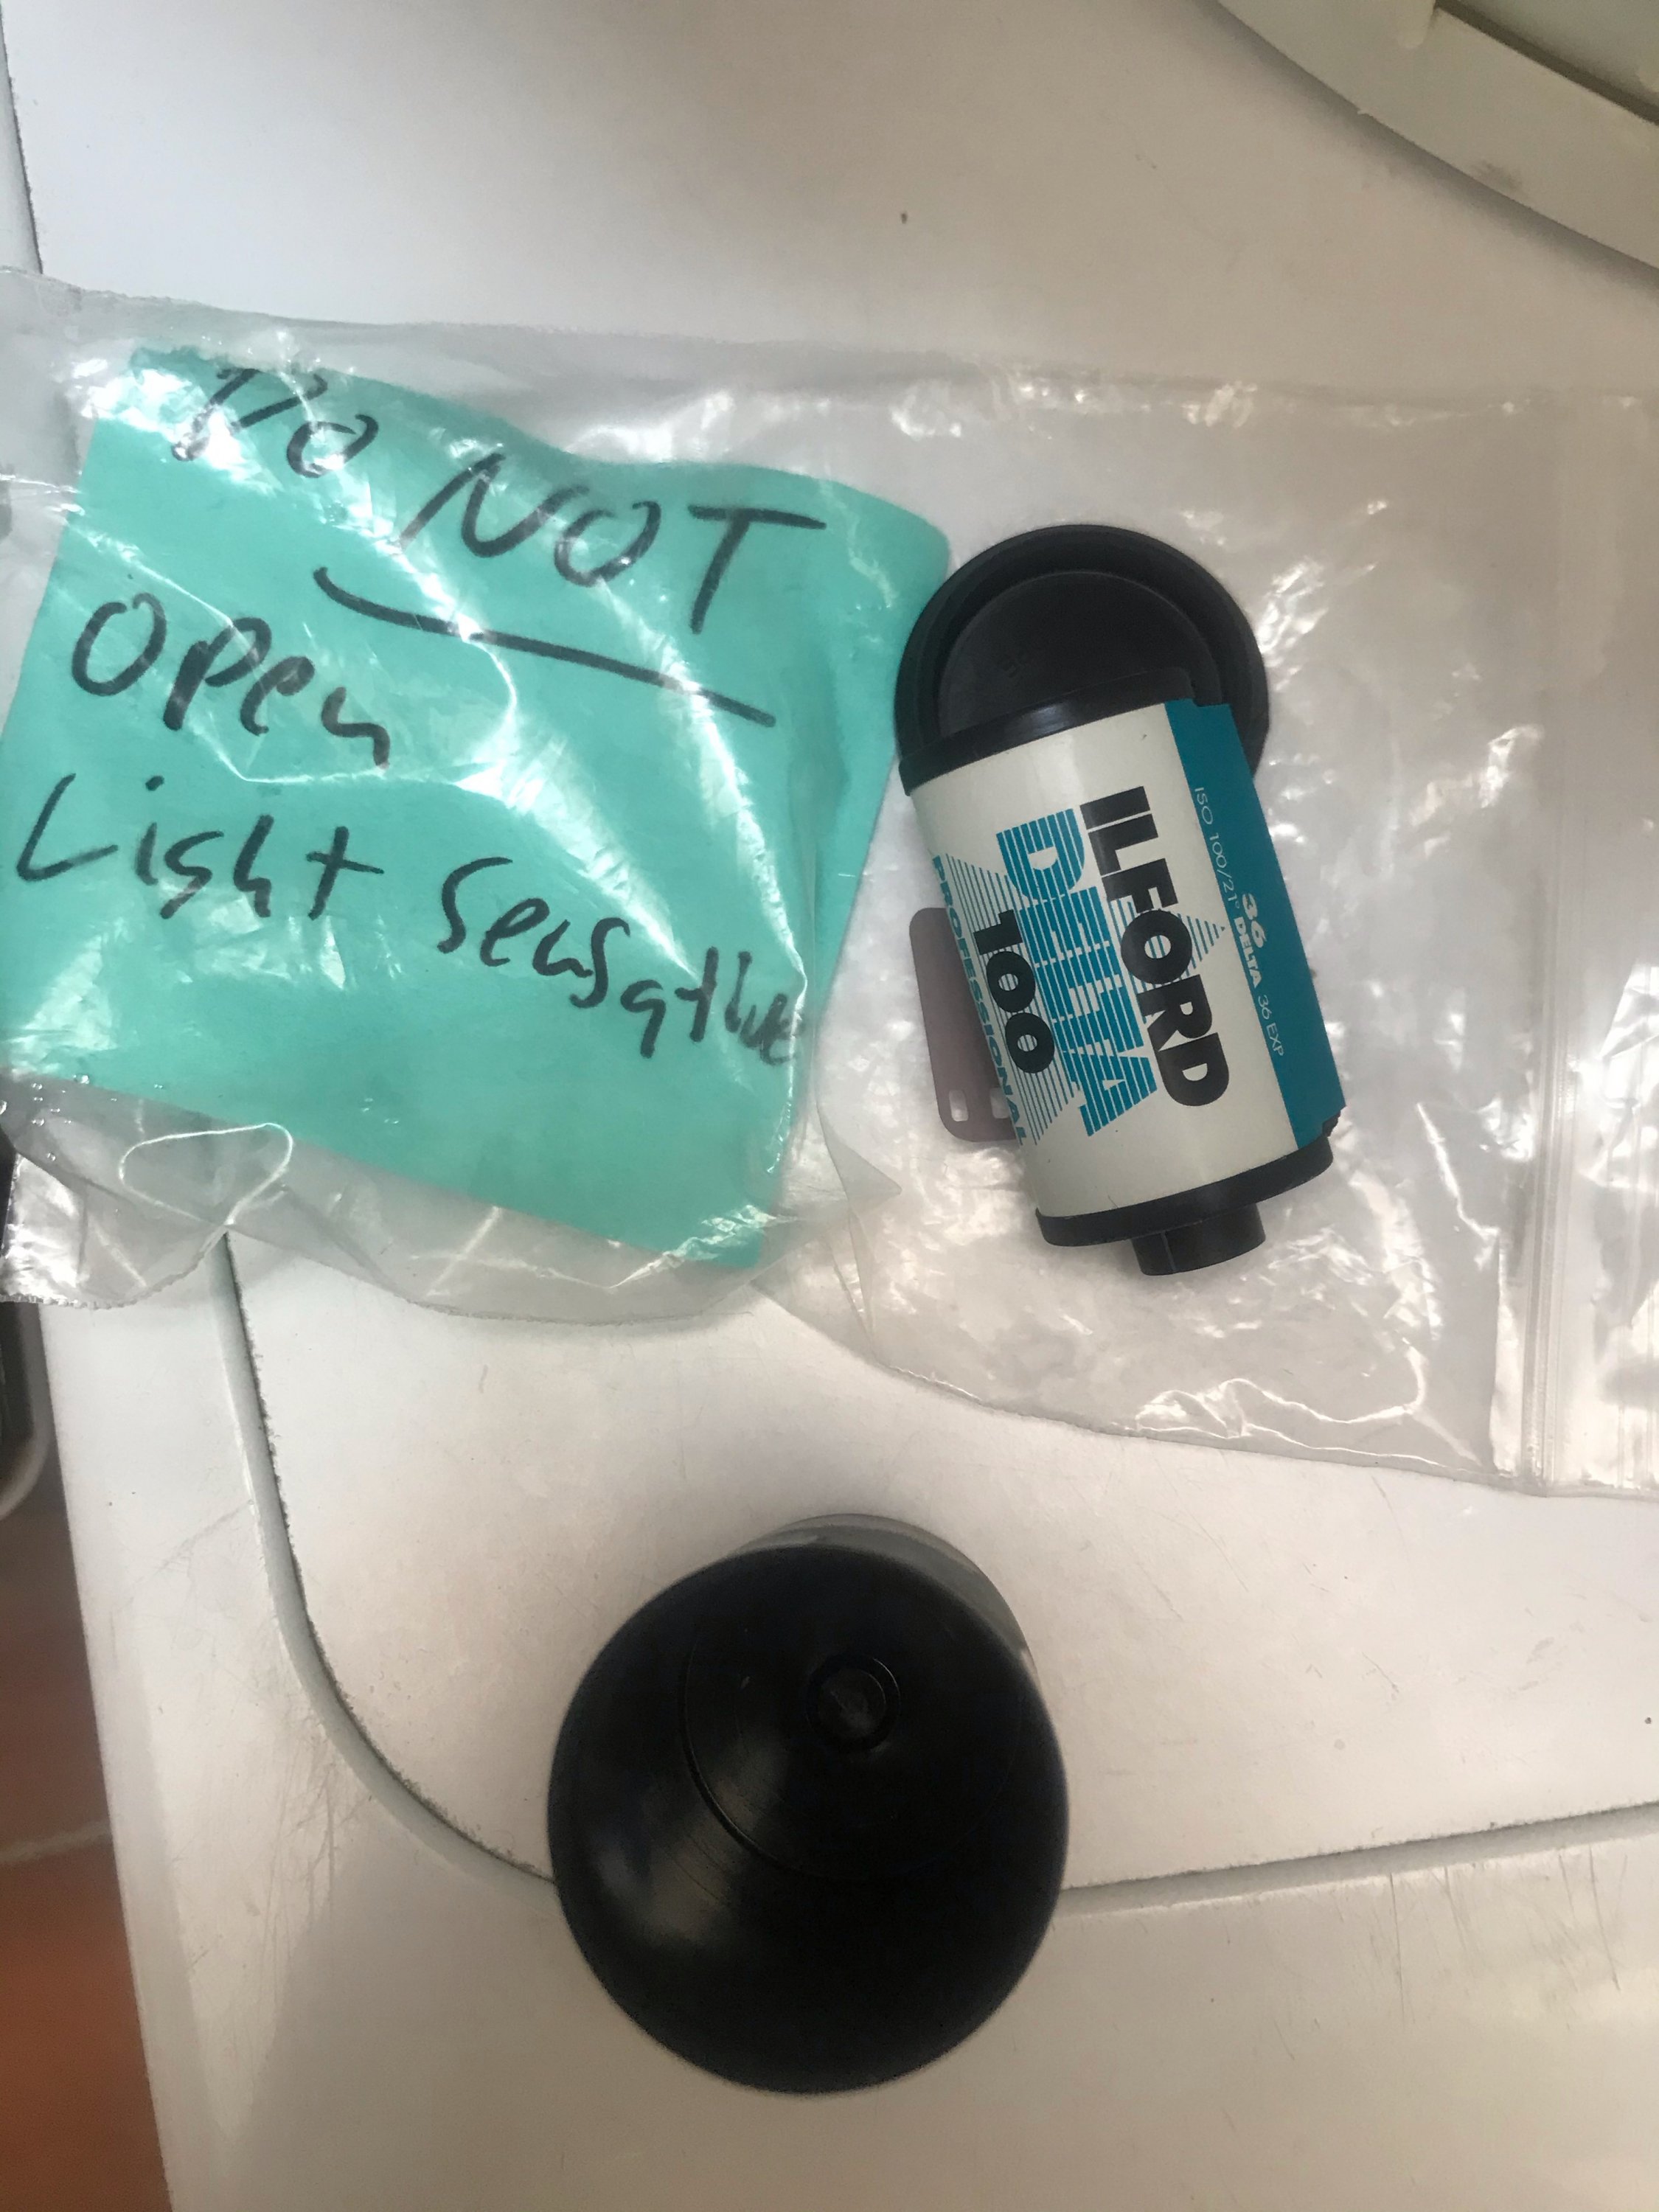 Do NOT
Open
Light Sensative
ILFORD
DELTA
100
PROFESSIONAL
ISO 100/21° 36 DELTA 36 EXP